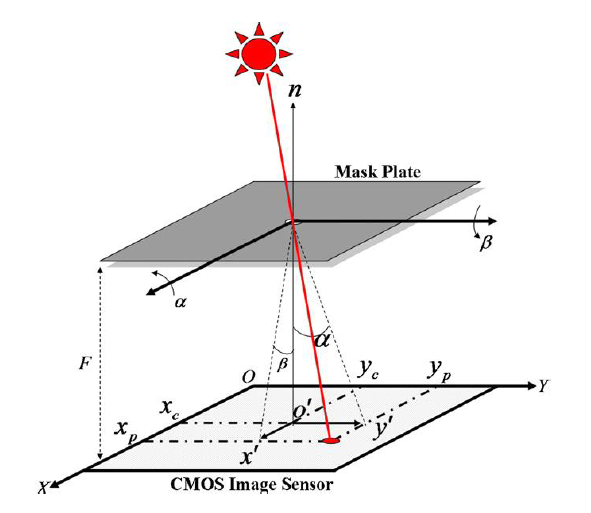 n
Mask Plate
β
α
F
β
α
O
y_c
y_p
Y
x_c
O'
x_p
y'
x'
X
CMOS Image Sensor